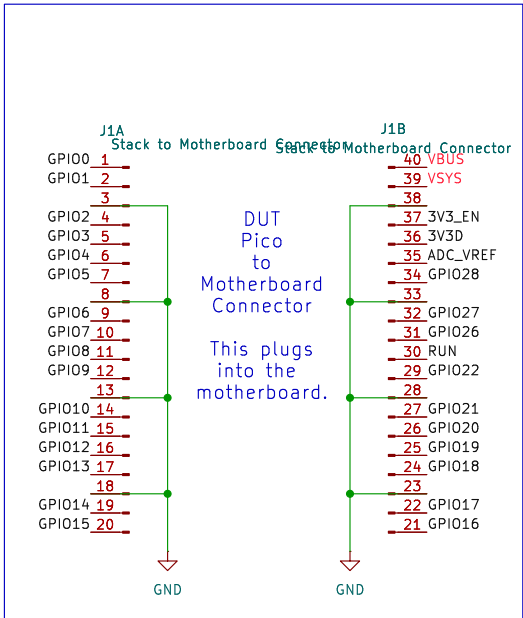 J1A
Stack to Motherboard Connector
GPIO0 1
GPIO1 2
3
GPIO2 4
GPIO3 5
GPIO4 6
GPIO5 7
8
GPIO6 9
GPIO7 10
GPIO8 11
GPIO9 12
13
GPIO10 14
GPIO11 15
GPIO12 16
GPIO13 17
18
GPIO14 19
GPIO15 20
GND
DUT
Pico
to
Motherboard
Connector
This plugs
into the
motherboard.
J1B
Stack to Motherboard Connector
40 VBUS
39 VSYS
38
37 3V3_EN
36 3V3D
35 ADC_VREF
34 GPIO28
33
32 GPIO27
31 GPIO26
30 RUN
29 GPIO22
28
27 GPIO21
26 GPIO20
25 GPIO19
24 GPIO18
23
22 GPIO17
21 GPIO16
GND